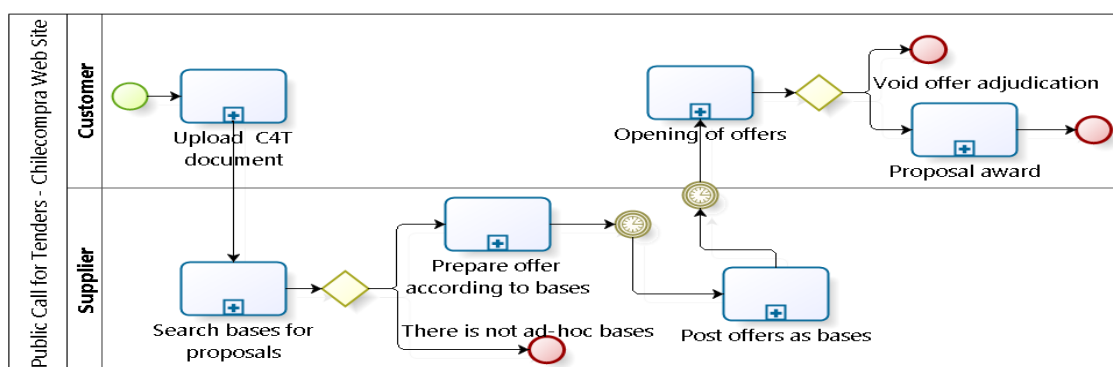 Public Call for Tenders - Chilecompra Web Site
Customer
Upload C4T
document
Opening of offers
Void offer adjudication
Proposal award
Supplier
Search bases for
proposals
Prepare offer
according to bases
There is not ad-hoc bases
Post offers as bases